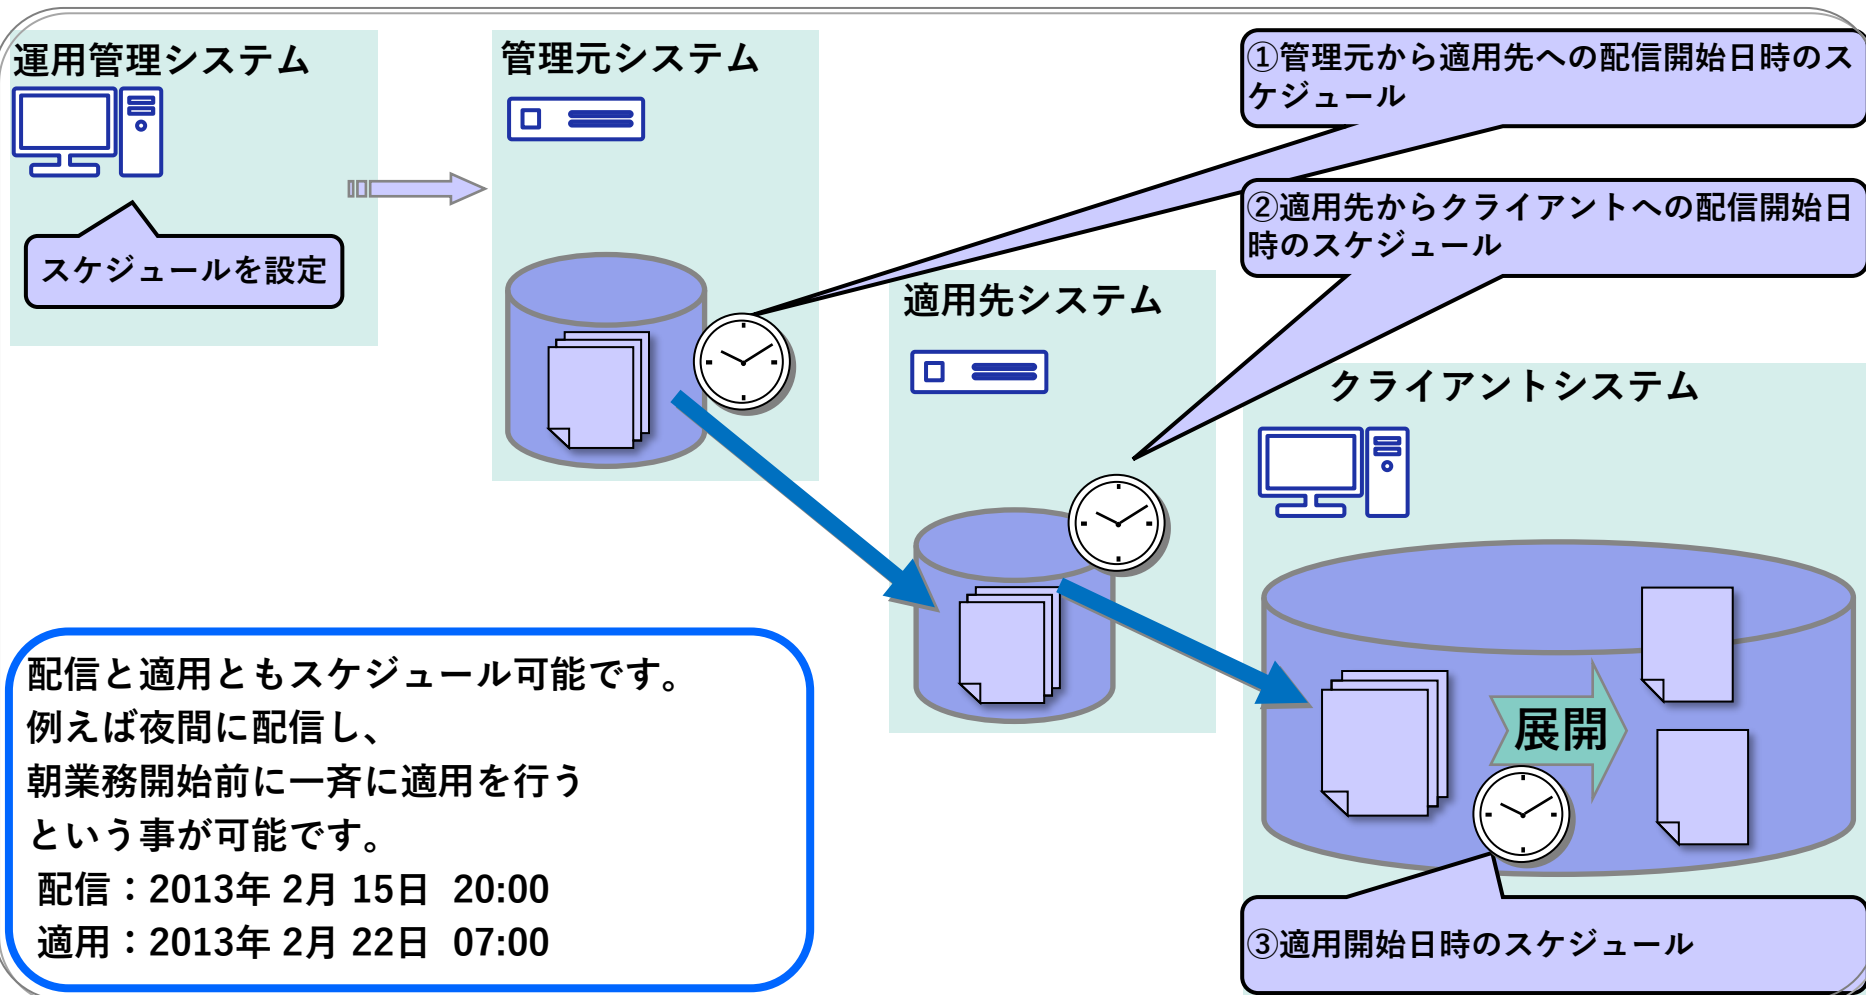 運用管理システム
スケジュールを設定
管理元システム
①管理元から適用先への配信開始日時のス
ケジュール
②適用先からクライアントへの配信開始日
時のスケジュール
適用先システム
クライアントシステム
展開
③適用開始日時のスケジュール
配信と適用ともスケジュール可能です。
例えば夜間に配信し、
朝業務開始前に一斉に適用を行う
という事が可能です。
配信：2013年 2月 15日 20:00
適用：2013年 2月 22日 07:00